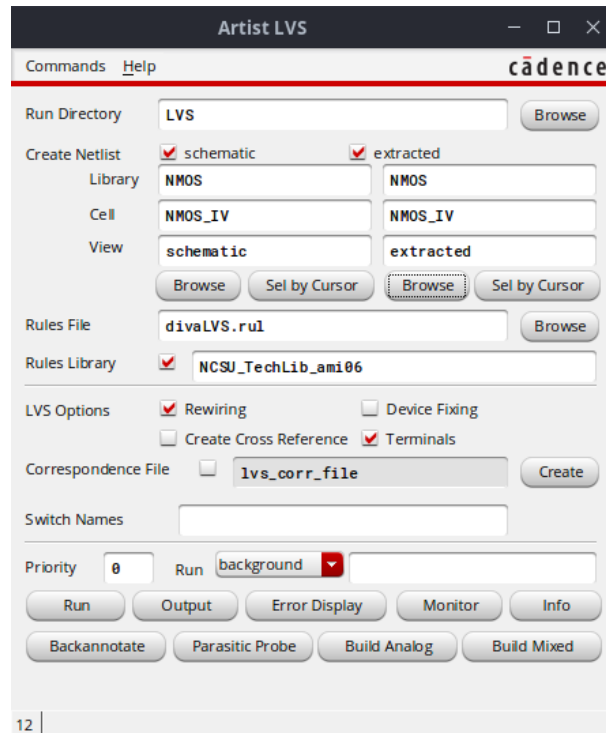 Artist LVS
Commands Help cādence
Run Directory LVS Browse
Create Netlist schematic extracted
Library NMOS NMOS
Cell NMOS_IV NMOS_IV
View schematic extracted
Browse Sel by Cursor Browse Sel by Cursor
Rules File divaLVS.rul Browse
Rules Library NCSU_TechLib_ami06
LVS Options Rewiring Device Fixing
Create Cross Reference Terminals
Correspondence File lvs_corr_file Create
Switch Names
Priority 0 Run background
Run Output Error Display Monitor Info
Backannotate Parasitic Probe Build Analog Build Mixed
12